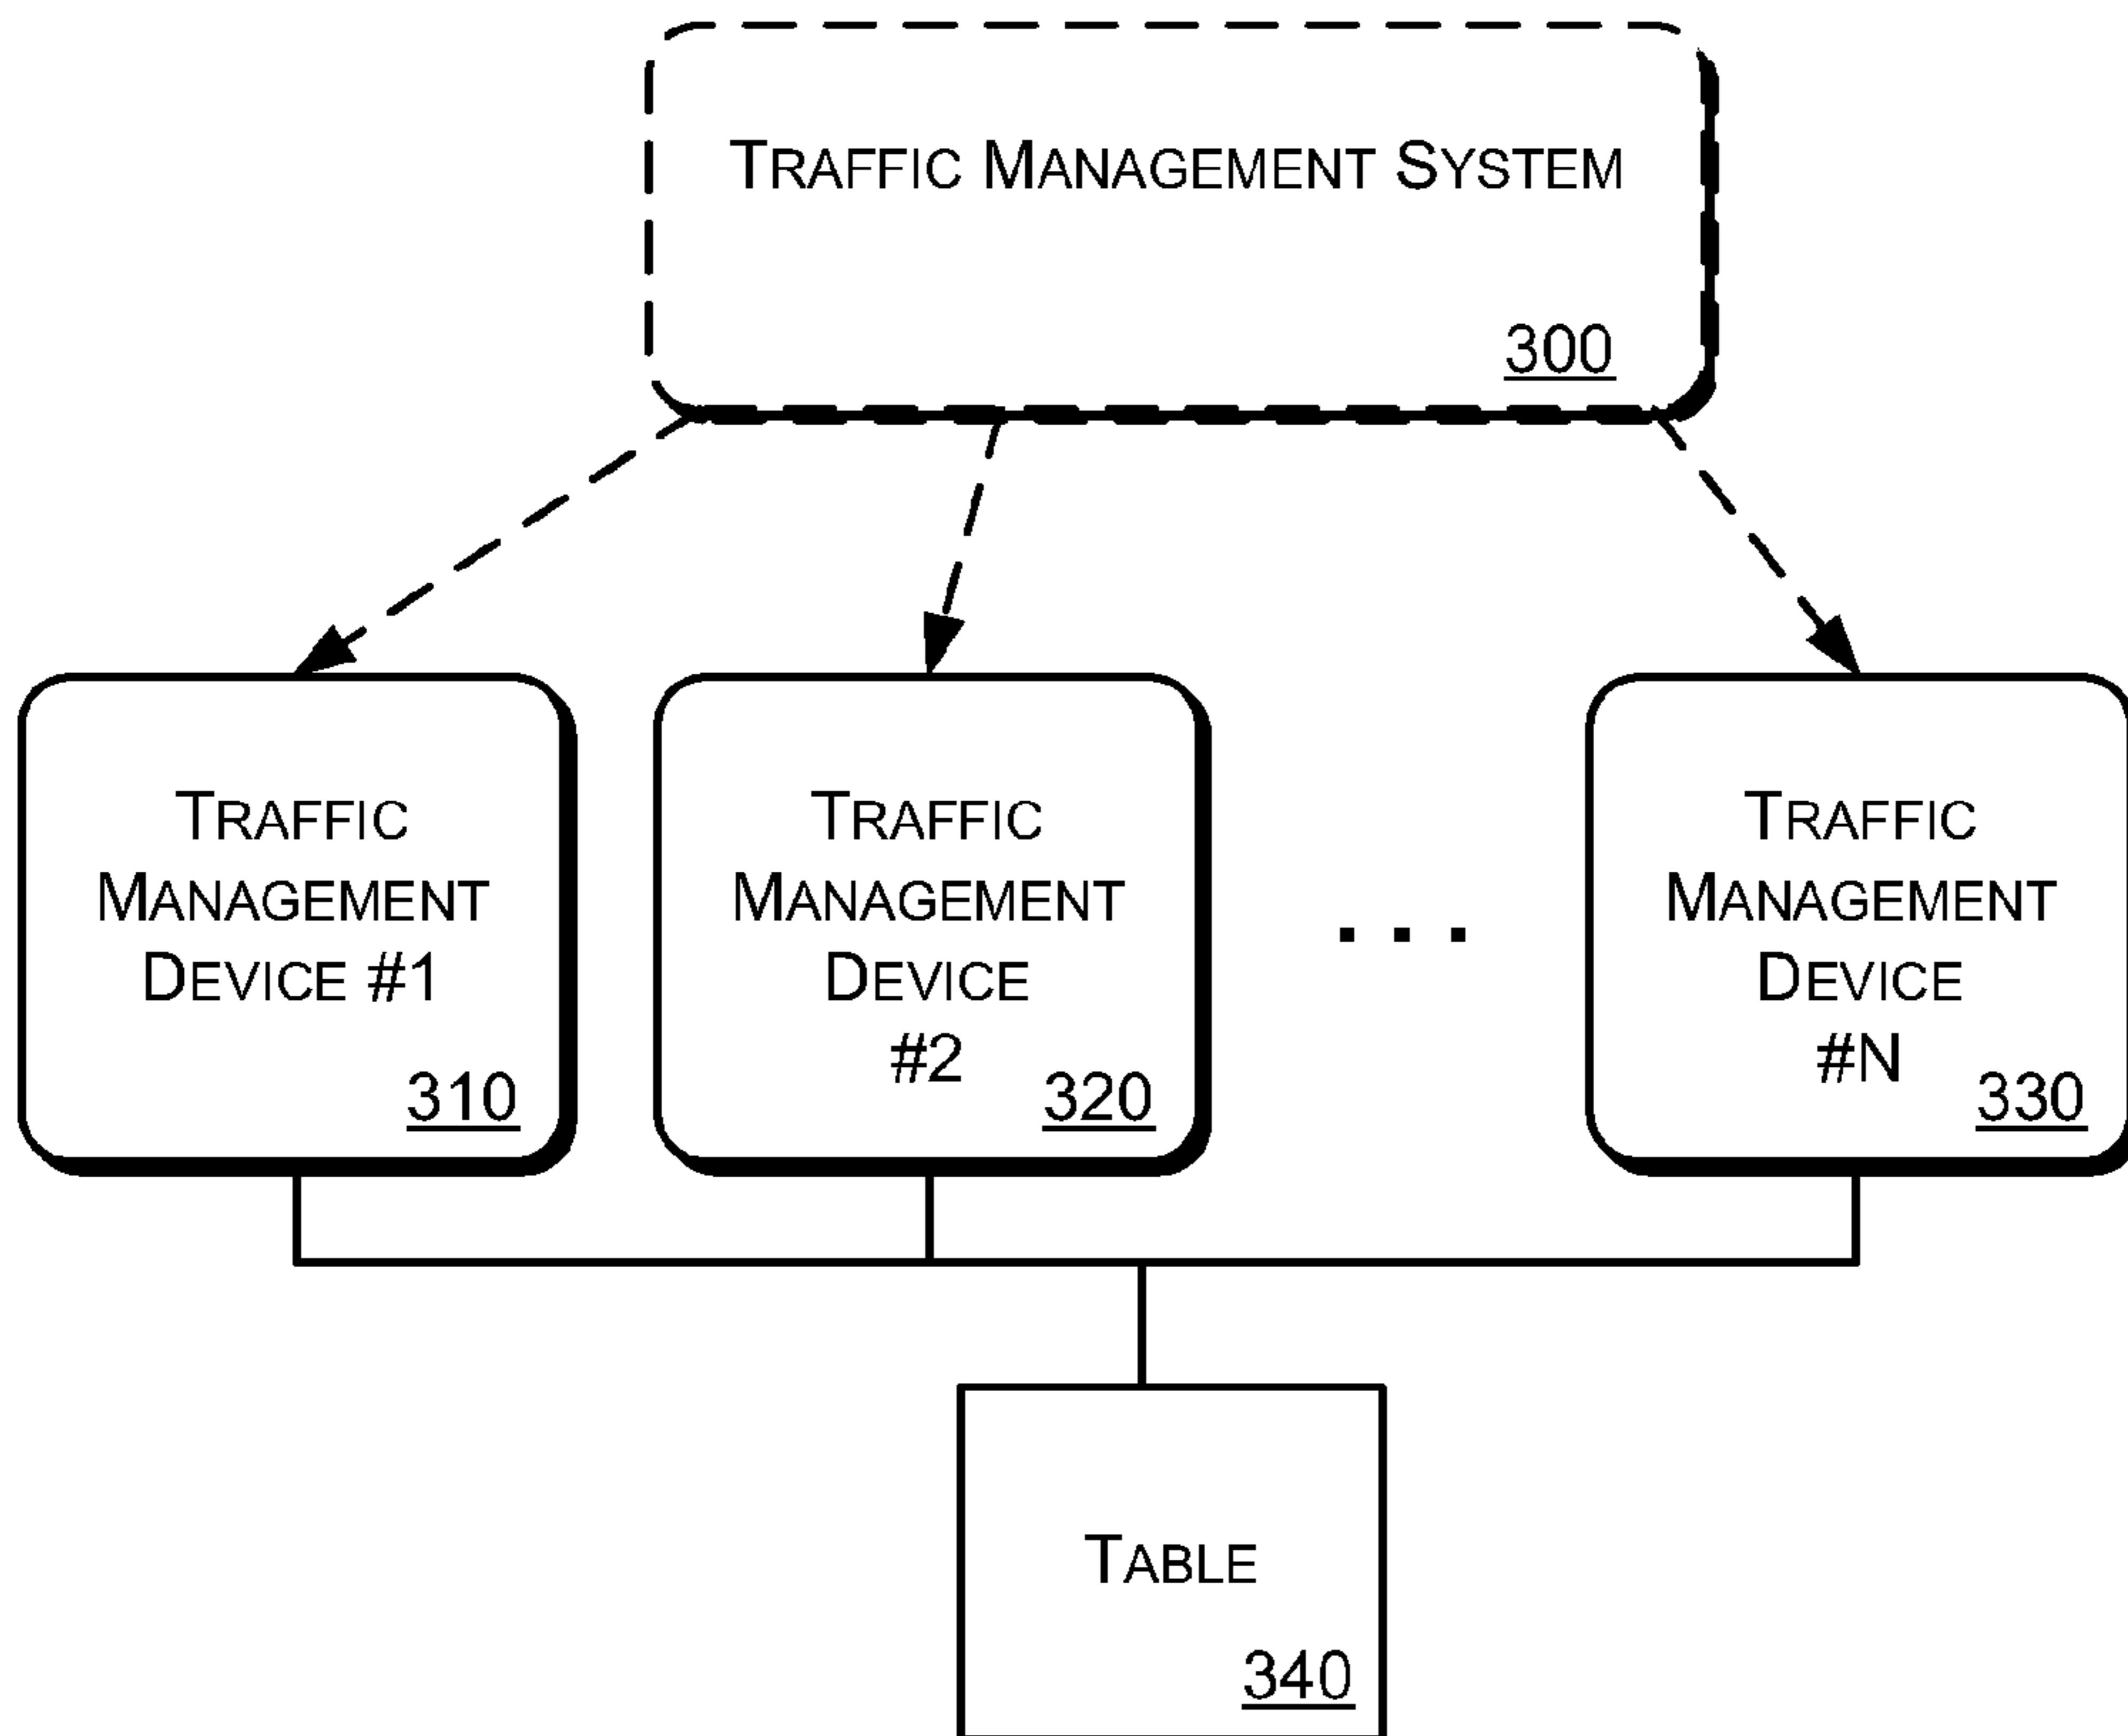 TRAFFIC MANAGEMENT SYSTEM
300
TRAFFIC
MANAGEMENT
DEVICE #1
310
TRAFFIC
MANAGEMENT
DEVICE
#2
320
. . .
TRAFFIC
MANAGEMENT
DEVICE
#N
330
TABLE
340